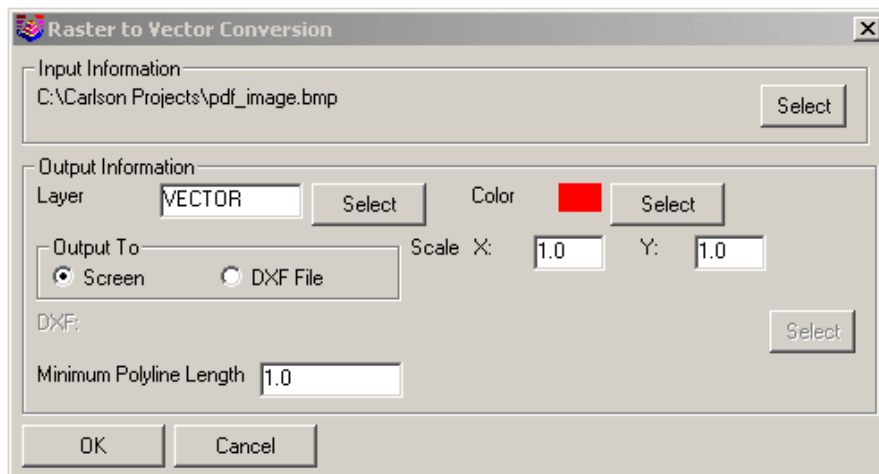 Raster to Vector Conversion
Input Information
C:\Carlson Projects\pdf_image.bmp
Select
Output Information
Layer VECTOR Select Color Select
Output To
Screen DXF File
Scale X: 1.0 Y: 1.0
DXF: Select
Minimum Polyline Length 1.0
OK Cancel